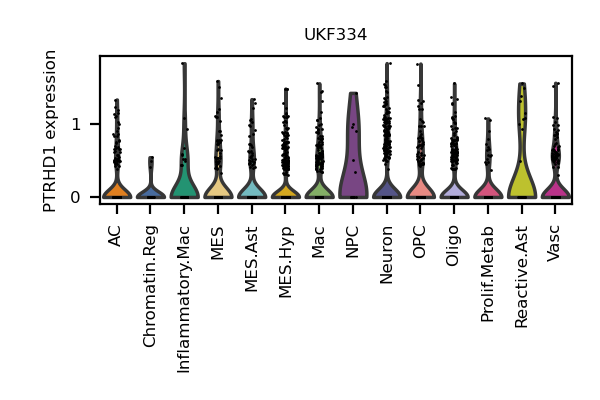 UKF334
PTRHD1 expression
1
0
AC
Chromatin.Reg
Inflammatory.Mac
MES
MES.Ast
MES.Hyp
Mac
NPC
Neuron
OPC
Oligo
Prolif.Metab
Reactive.Ast
Vasc